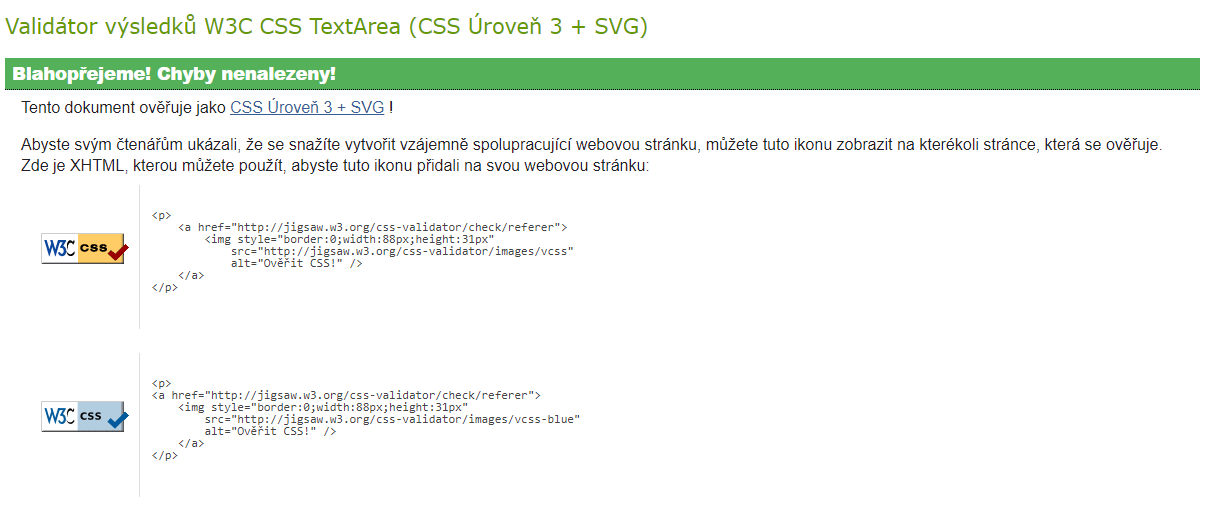 Validátor výsledků W3C CSS TextArea (CSS Úroveň 3 + SVG)
Blahopřejeme! Chyby nenalezeny!
Tento dokument ověřuje jako CSS Úroveň 3 + SVG !
Abyste svým čtenářům ukázali, že se snažíte vytvořit vzájemně spolupracující webovou stránku, můžete tuto ikonu zobrazit na kterékoli stránce, která se ověřuje.
Zde je XHTML, kterou můžete použít, abyste tuto ikonu přidali na svou webovou stránku:
W3C css
<p>
    <a href="http://jigsaw.w3.org/css-validator/check/referer">
        <img style="border:0;width:88px;height:31px"
            src="http://jigsaw.w3.org/css-validator/images/vcss"
            alt="Ověřit CSS!" />
    </a>
</p>
W3C css
<p>
<a href="http://jigsaw.w3.org/css-validator/check/referer">
    <img style="border:0;width:88px;height:31px"
        src="http://jigsaw.w3.org/css-validator/images/vcss-blue"
        alt="Ověřit CSS!" />
    </a>
</p>